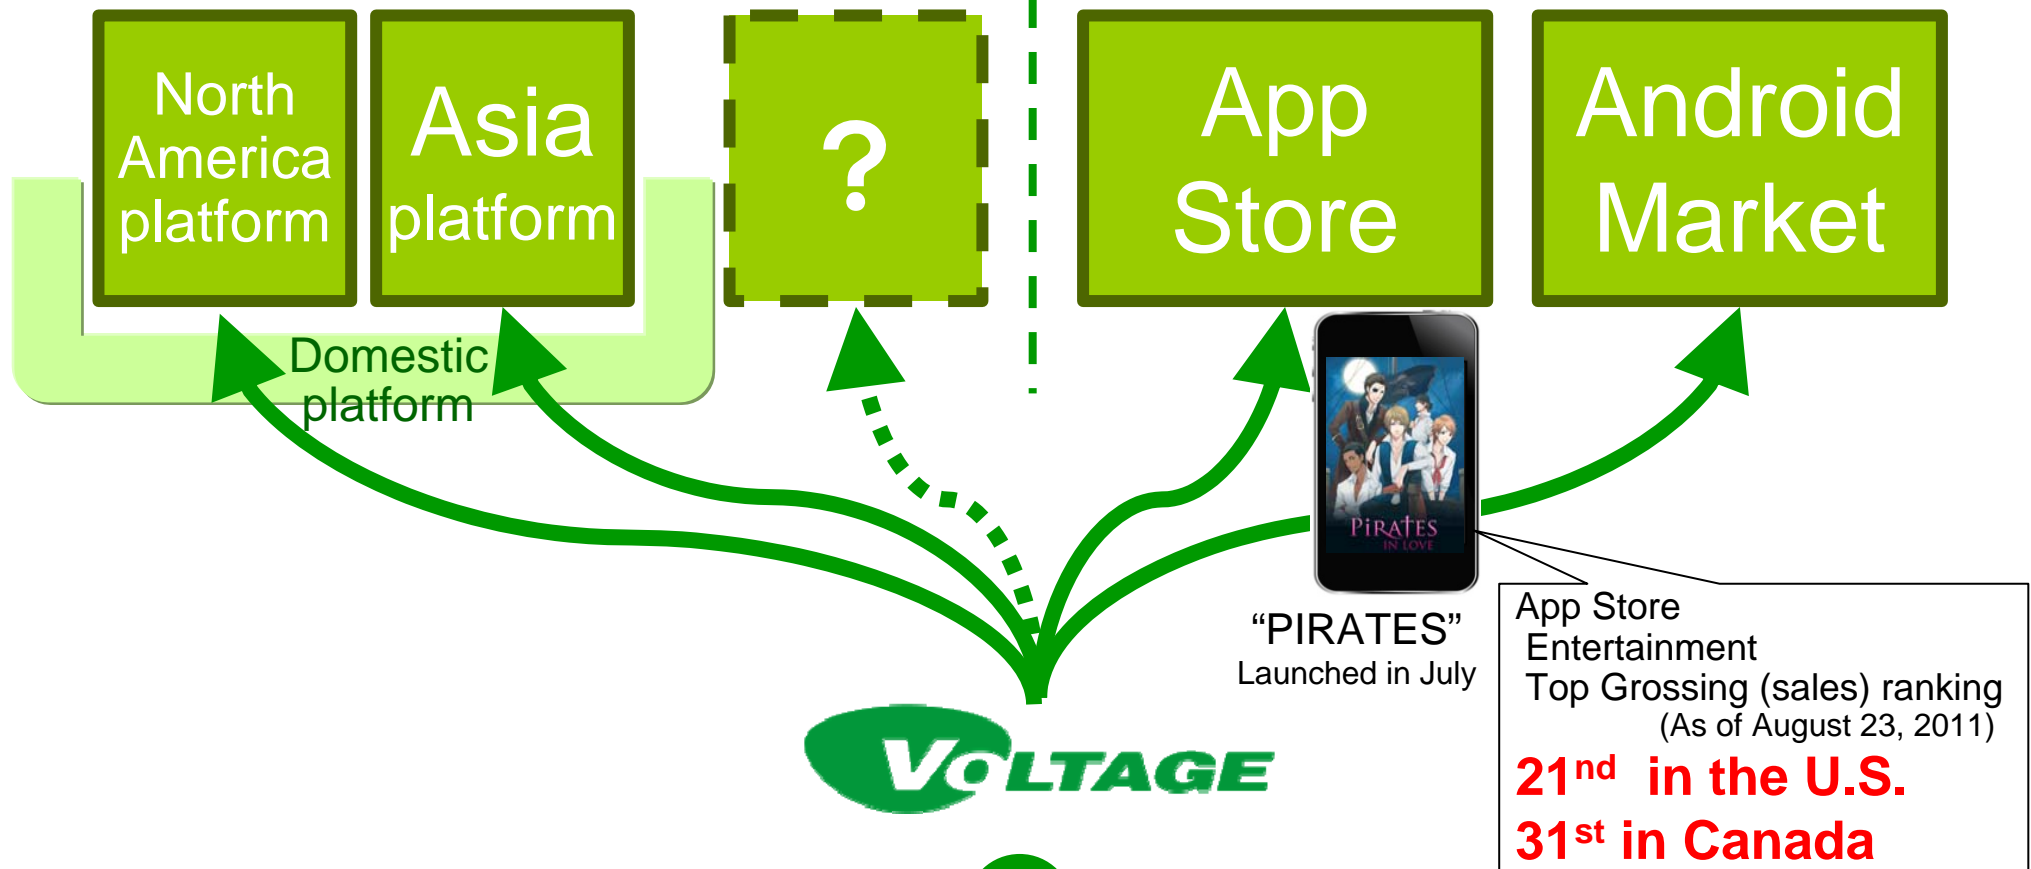 North
America
platform
Asia
platform
?
App
Store
Android
Market
Domestic
platform
PIRATES
IN LOVE
“PIRATES”
Launched in July
App Store
Entertainment
Top Grossing (sales) ranking
(As of August 23, 2011)
21nd in the U.S.
31st in Canada
VOLTAGE